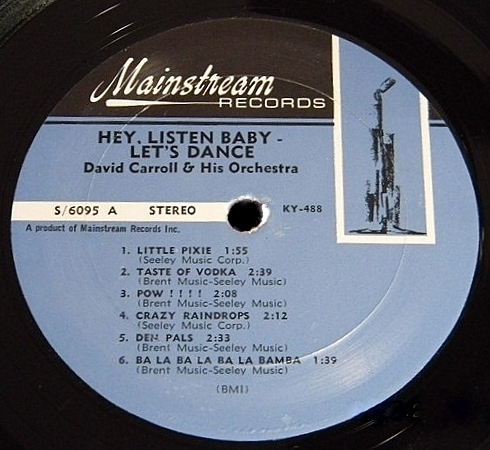 Mainstream
RECORDS
HEY, LISTEN BABY -
LET'S DANCE
David Carroll & His Orchestra
S/6095 A STEREO KY-488
A product of Mainstream Records Inc.
1. LITTLE PIXIE 1:55
(Seeley Music Corp.)
2. TASTE OF VODKA 2:39
(Brent Music-Seeley Music)
3. POW ! ! ! ! 2:08
(Brent Music-Seeley Music)
4. CRAZY RAINDROPS 2:12
(Seeley Music Corp.)
5. DEN PALS 2:33
(Brent Music-Seeley Music)
6. BA LA BA LA BA LA BAMBA 1:39
(Brent Music-Seeley Music)
(BMI)